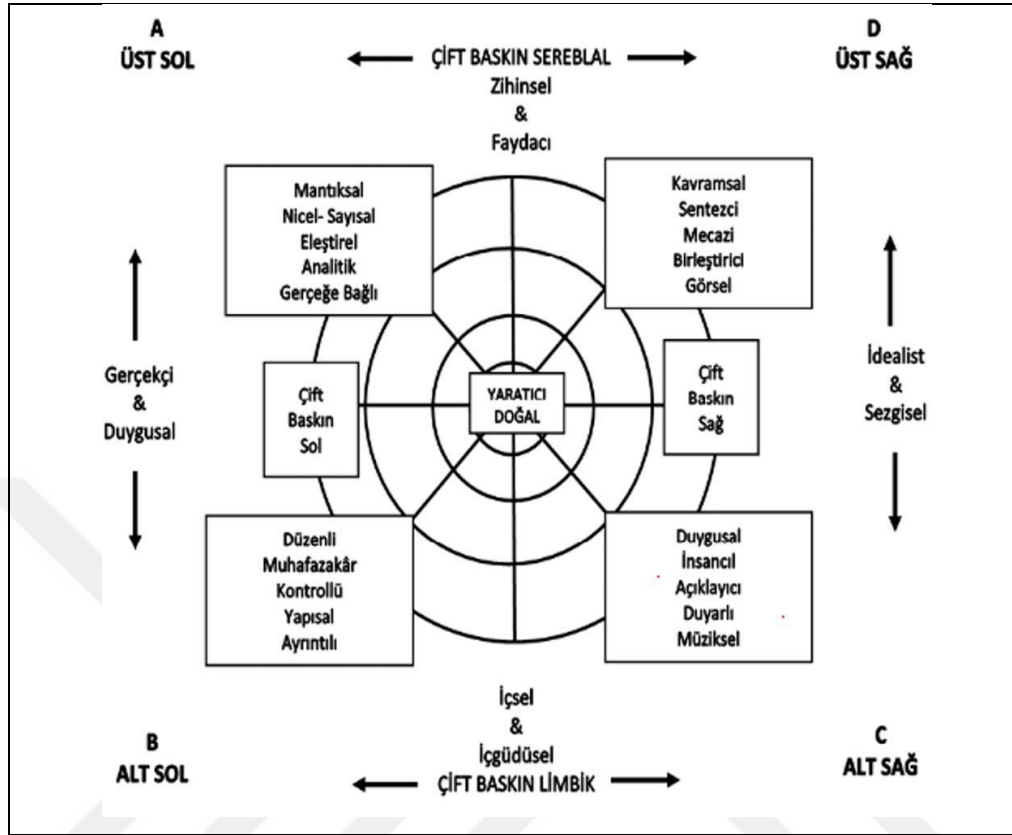 A
ÜST SOL
ÇİFT BASKIN SEREBLAL
Zihinsel
&
Faydacı
D
ÜST SAĞ
Mantıksal
Nicel- Sayısal
Eleştirel
Analitik
Gerçeğe Bağlı
Kavramsal
Sentezci
Mecazi
Birleştirici
Görsel
Gerçekçi
&
Duygusal
Çift
Baskın
Sol
YARATICI
DOĞAL
Çift
Baskın
Sağ
İdealist
&
Sezgisel
Düzenli
Muhafazakâr
Kontrollü
Yapısal
Ayrıntılı
Duygusal
İnsancıl
Açıklayıcı
Duyarlı
Müziksel
B
ALT SOL
İçsel
&
İçgüdüsel
ÇİFT BASKIN LİMBİK
C
ALT SAĞ